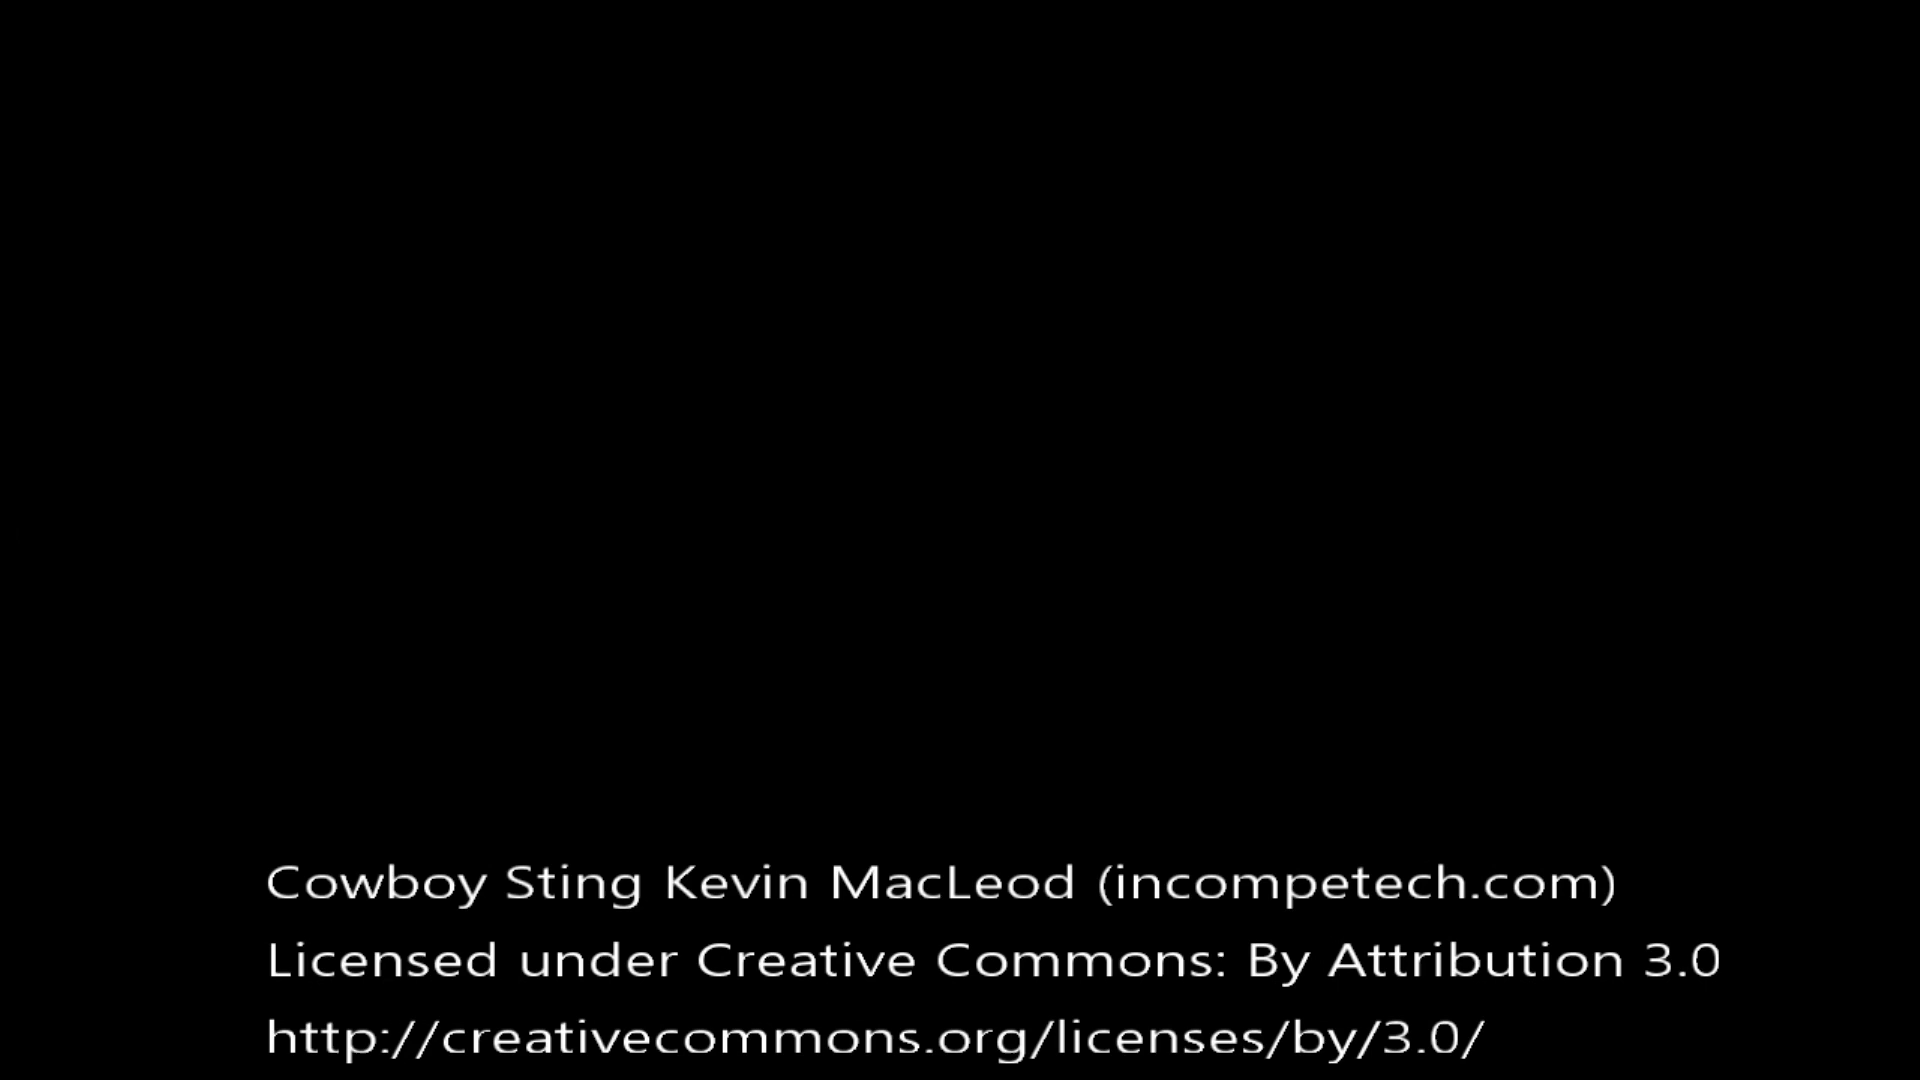 Cowboy Sting Kevin MacLeod (incompetech.com)
Licensed under Creative Commons: By Attribution 3.0
http://creativecommons.org/licenses/by/3.0/